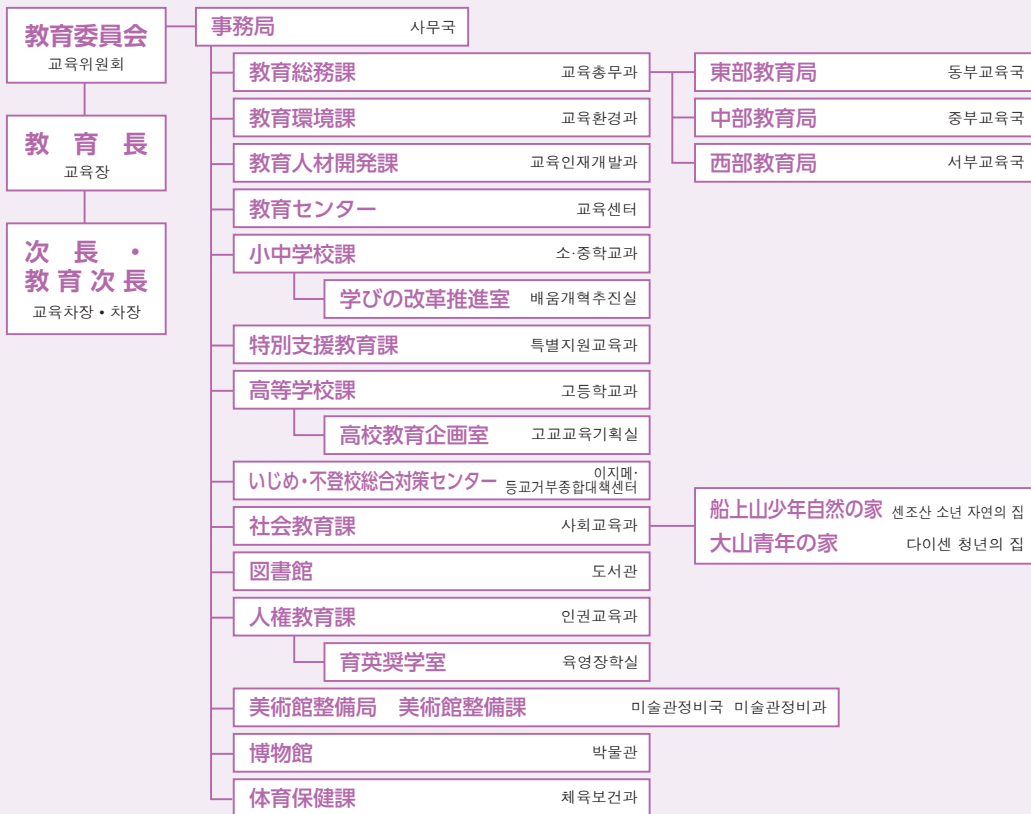 教育委員会
교육위원회
教育長
교육장
次長・
教育次長
교육차장 • 차장
事務局 사무국
教育総務課 교육총무과
東部教育局 동부교육국
中部教育局 중부교육국
西部教育局 서부교육국
教育環境課 교육환경과
教育人材開発課 교육인재개발과
教育センター 교육센터
小中学校課 소·중학교과
学びの改革推進室 배움개혁추진실
特別支援教育課 특별지원교육과
高等学校課 고등학교과
高校教育企画室 고교교육기획실
いじめ・不登校総合対策センター 이지메·
등교거부종합대책센터
社会教育課 사회교육과
船上山少年自然の家 센조산 소년 자연의 집
大山青年の家 다이센 청년의 집
図書館 도서관
人権教育課 인권교육과
育英奨学室 육영장학실
美術館整備局 美術館整備課 미술관정비국 미술관정비과
博物館 박물관
体育保健課 체육보건과